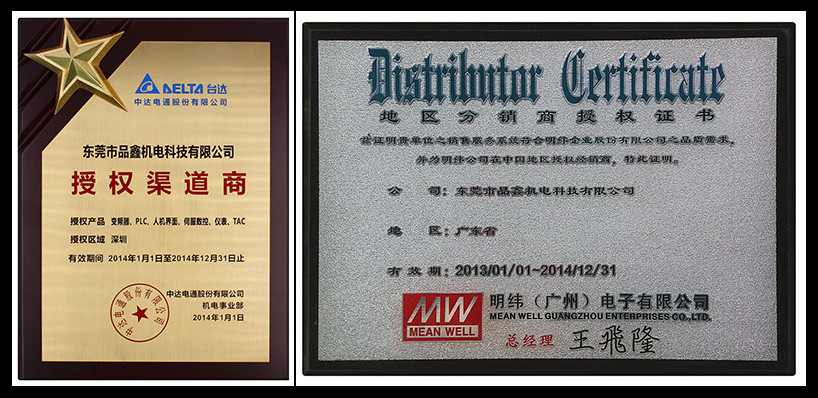 DELTA 台达
中达电通股份有限公司
东莞市品鑫机电科技有限公司
授权渠道商
授权产品 变频器、PLC、人机界面、伺服数控、仪表、TAC
授权区域 深圳
有效期间 2014年1月1日至2014年12月31日止
中达电通股份有限公司
机电事业部
2014年1月1日
中达电通股份有限公司
Distributor Certificate
地区分销商授权证书
兹证明贵单位之销售服务系统符合明纬企业股份有限公司之品质需求,
并为明纬公司在中国地区授权经销商，特此证明。
公 司：东莞市品鑫机电科技有限公司
地 区：广东省
有 效 期：2013/01/01~2014/12/31
MW
MEAN WELL
明纬（广州）电子有限公司
MEAN WELL GUANGZHOU ENTERPRISES CO.,LTD.
总经理 王飛隆